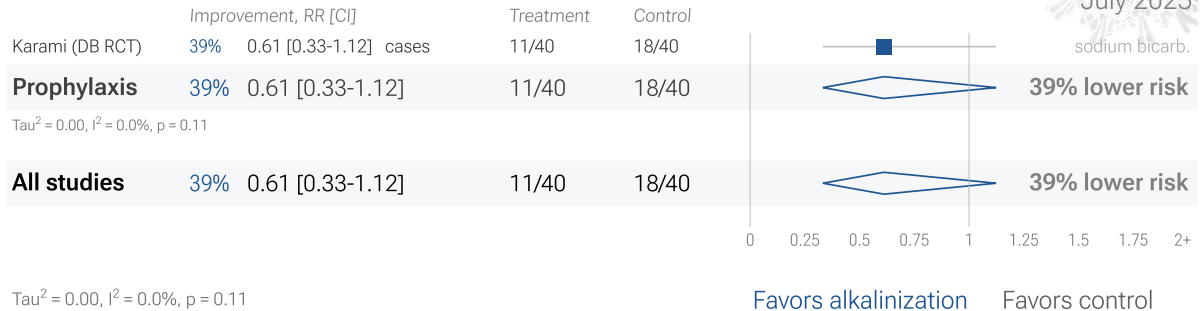 July 2025
Improvement, RR [CI] Treatment Control
Karami (DB RCT) 39% 0.61 [0.33-1.12] cases 11/40 18/40 sodium bicarb.
Prophylaxis 39% 0.61 [0.33-1.12] 11/40 18/40 39% lower risk
Tau² = 0.00, I² = 0.0%, p = 0.11
All studies 39% 0.61 [0.33-1.12] 11/40 18/40 39% lower risk
0 0.25 0.5 0.75 1 1.25 1.5 1.75 2+
Tau² = 0.00, I² = 0.0%, p = 0.11 Favors alkalinization Favors control